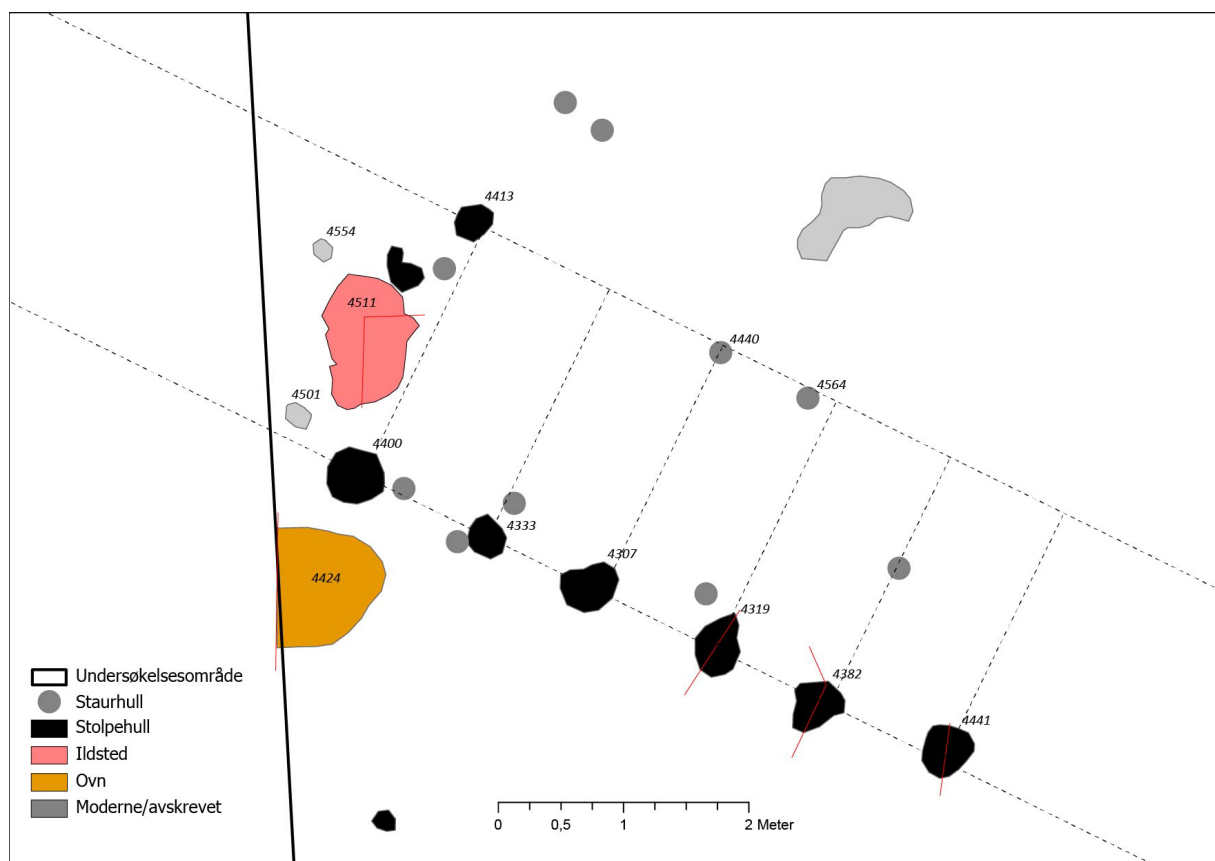 4413
4554
4511
4440
4564
4501
4400
4333
4307
4424
4319
4382
4441
Undersøkelsesområde
Staurhull
Stolpehull
Ildsted
Ovn
Moderne/avskrevet
0 0,5 1 2 Meter